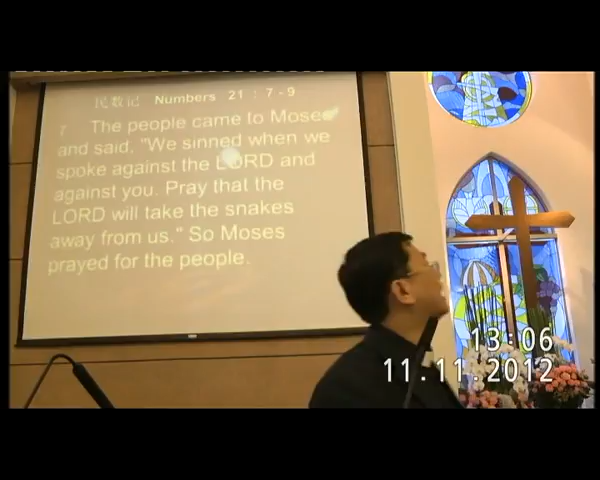 民数记 Numbers 21 : 7 - 9
7 The people came to Moses
and said, "We sinned when we
spoke against the LORD and
against you. Pray that the
LORD will take the snakes
away from us." So Moses
prayed for the people.
13:06
11.11.2012